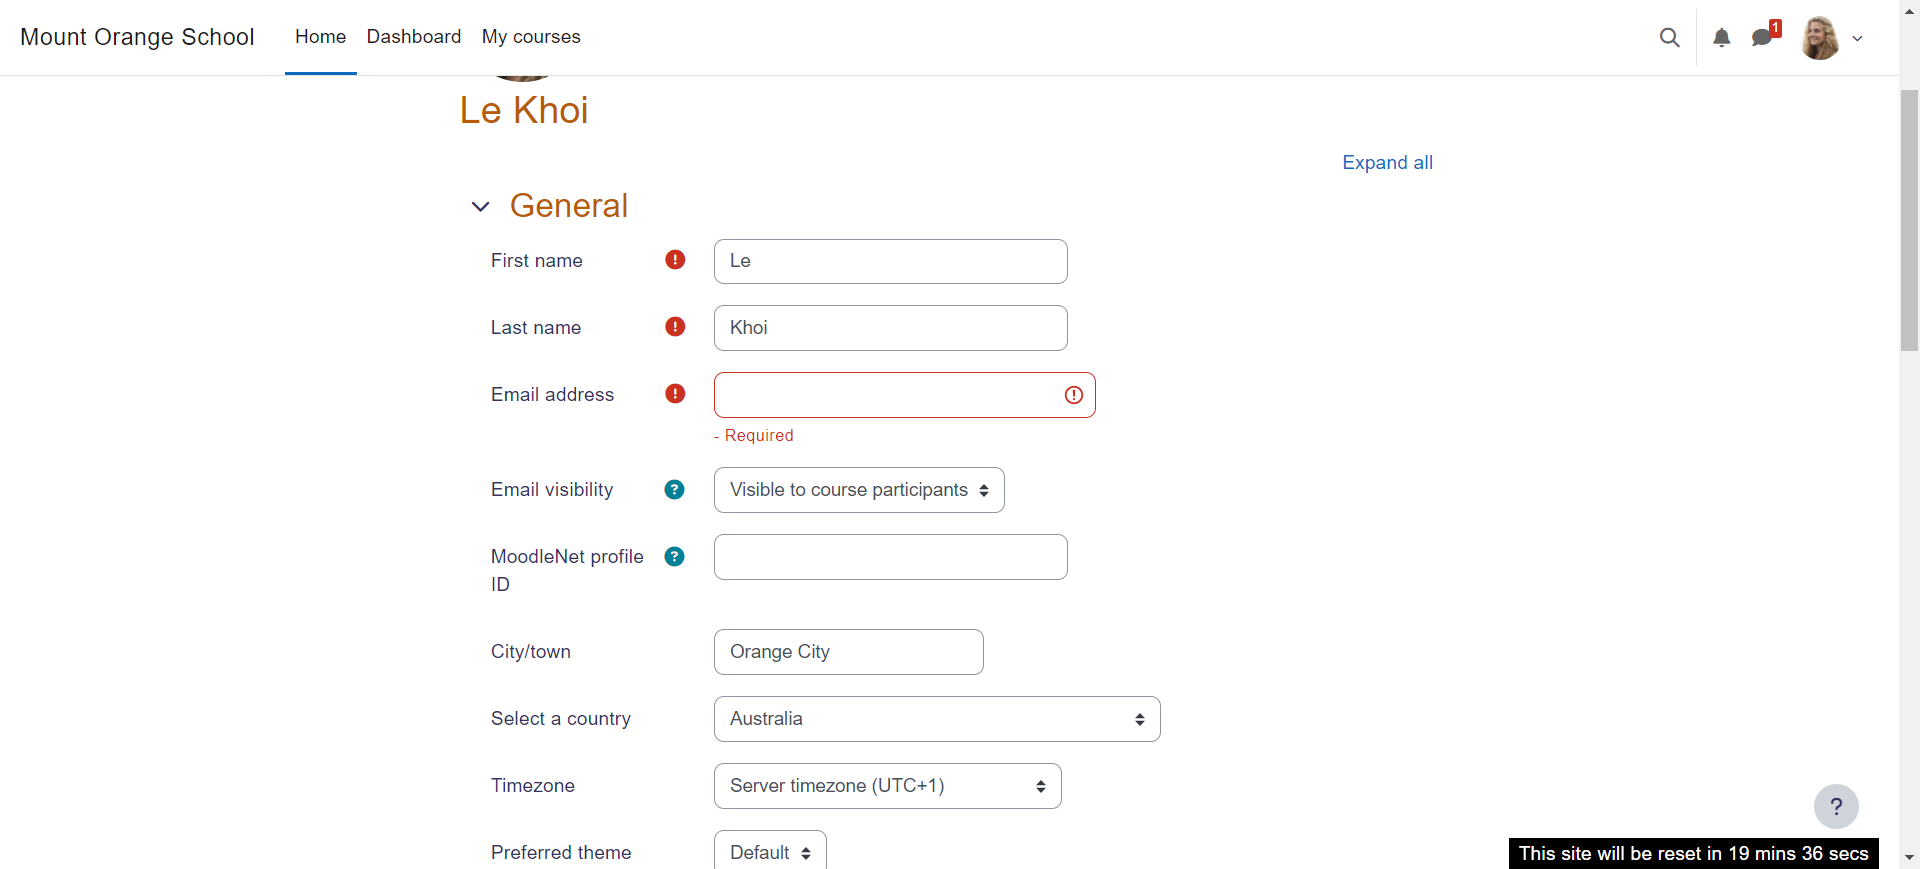 Mount Orange School
Home
Dashboard
My courses
1
Le Khoi
Expand all
General
First name
!
Le
Last name
!
Khoi
Email address
!
!
- Required
Email visibility
?
Visible to course participants
MoodleNet profile
?
ID
City/town
Orange City
Select a country
Australia
Timezone
Server timezone (UTC+1)
?
Preferred theme
Default
This site will be reset in 19 mins 36 secs